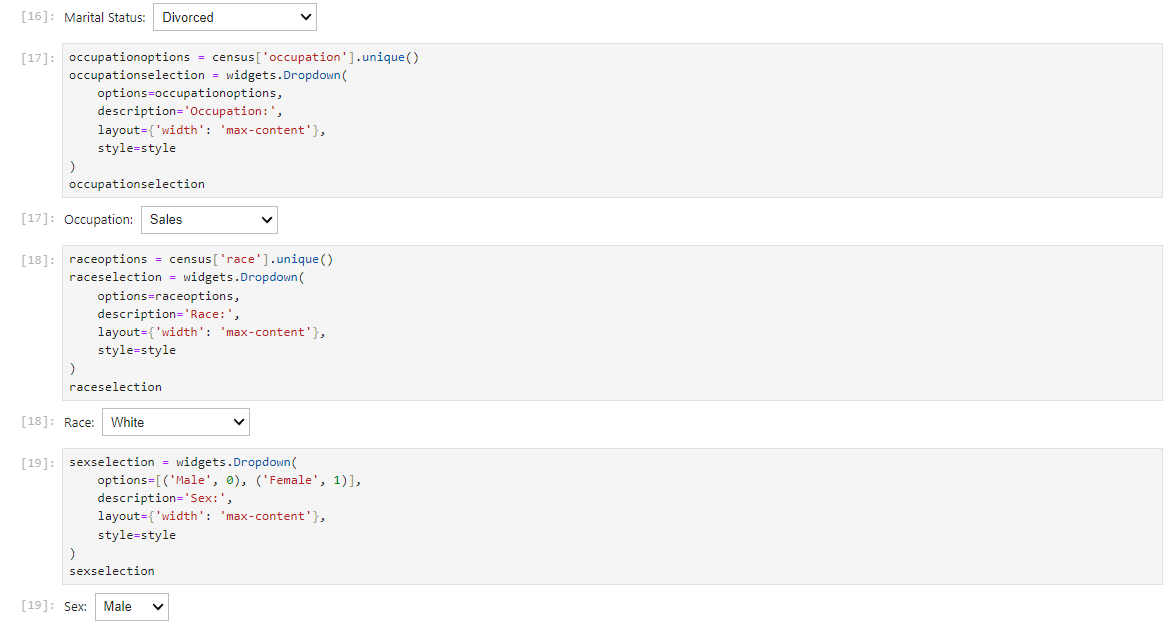 [16]: Marital Status: Divorced
[17]: occupationoptions = census['occupation'].unique()
occupationselection = widgets.Dropdown(
    options=occupationoptions,
    description='Occupation:',
    layout={'width': 'max-content'},
    style=style
)
occupationselection
[17]: Occupation: Sales
[18]: raceoptions = census['race'].unique()
raceselection = widgets.Dropdown(
    options=raceoptions,
    description='Race:',
    layout={'width': 'max-content'},
    style=style
)
raceselection
[18]: Race: White
[19]: sexselection = widgets.Dropdown(
    options=[('Male', 0), ('Female', 1)],
    description='Sex:',
    layout={'width': 'max-content'},
    style=style
)
sexselection
[19]: Sex: Male